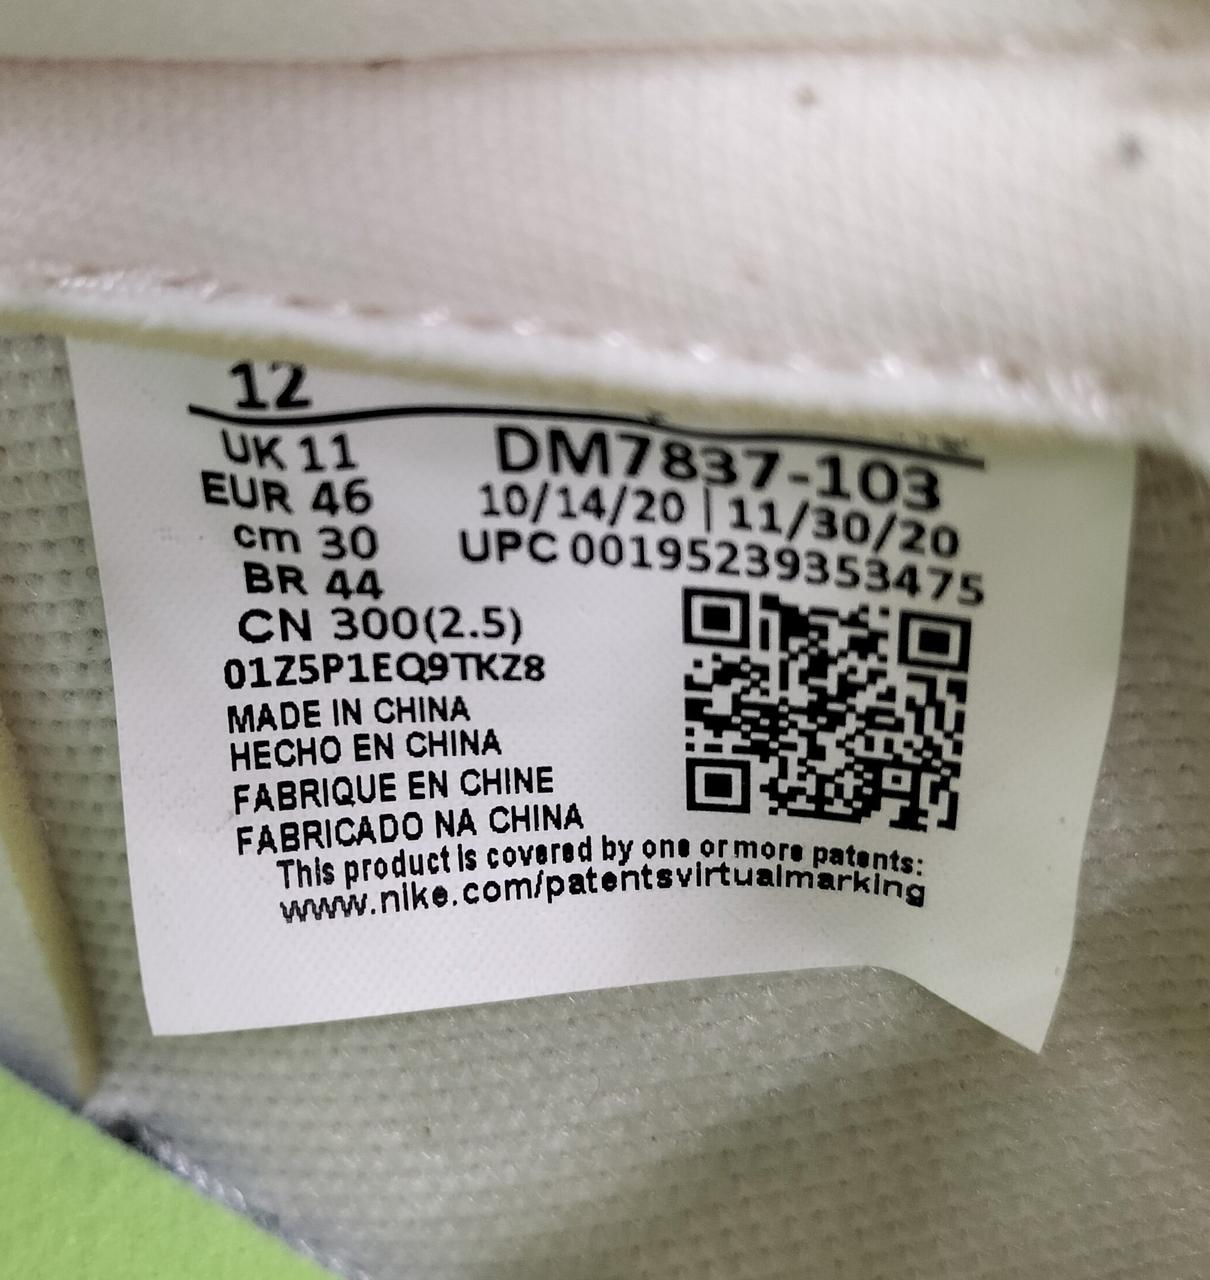 12
UK 11
EUR 46
cm 30
BR 44
DM7837-103
10/14/20 | 11/30/20
UPC 00195239353475
CN 300(2.5)
01Z5P1EQ9TKZ8
MADE IN CHINA
HECHO EN CHINA
FABRIQUE EN CHINE
FABRICADO NA CHINA
This product is covered by one or more patents:
www.nike.com/patentsvirtualmarking